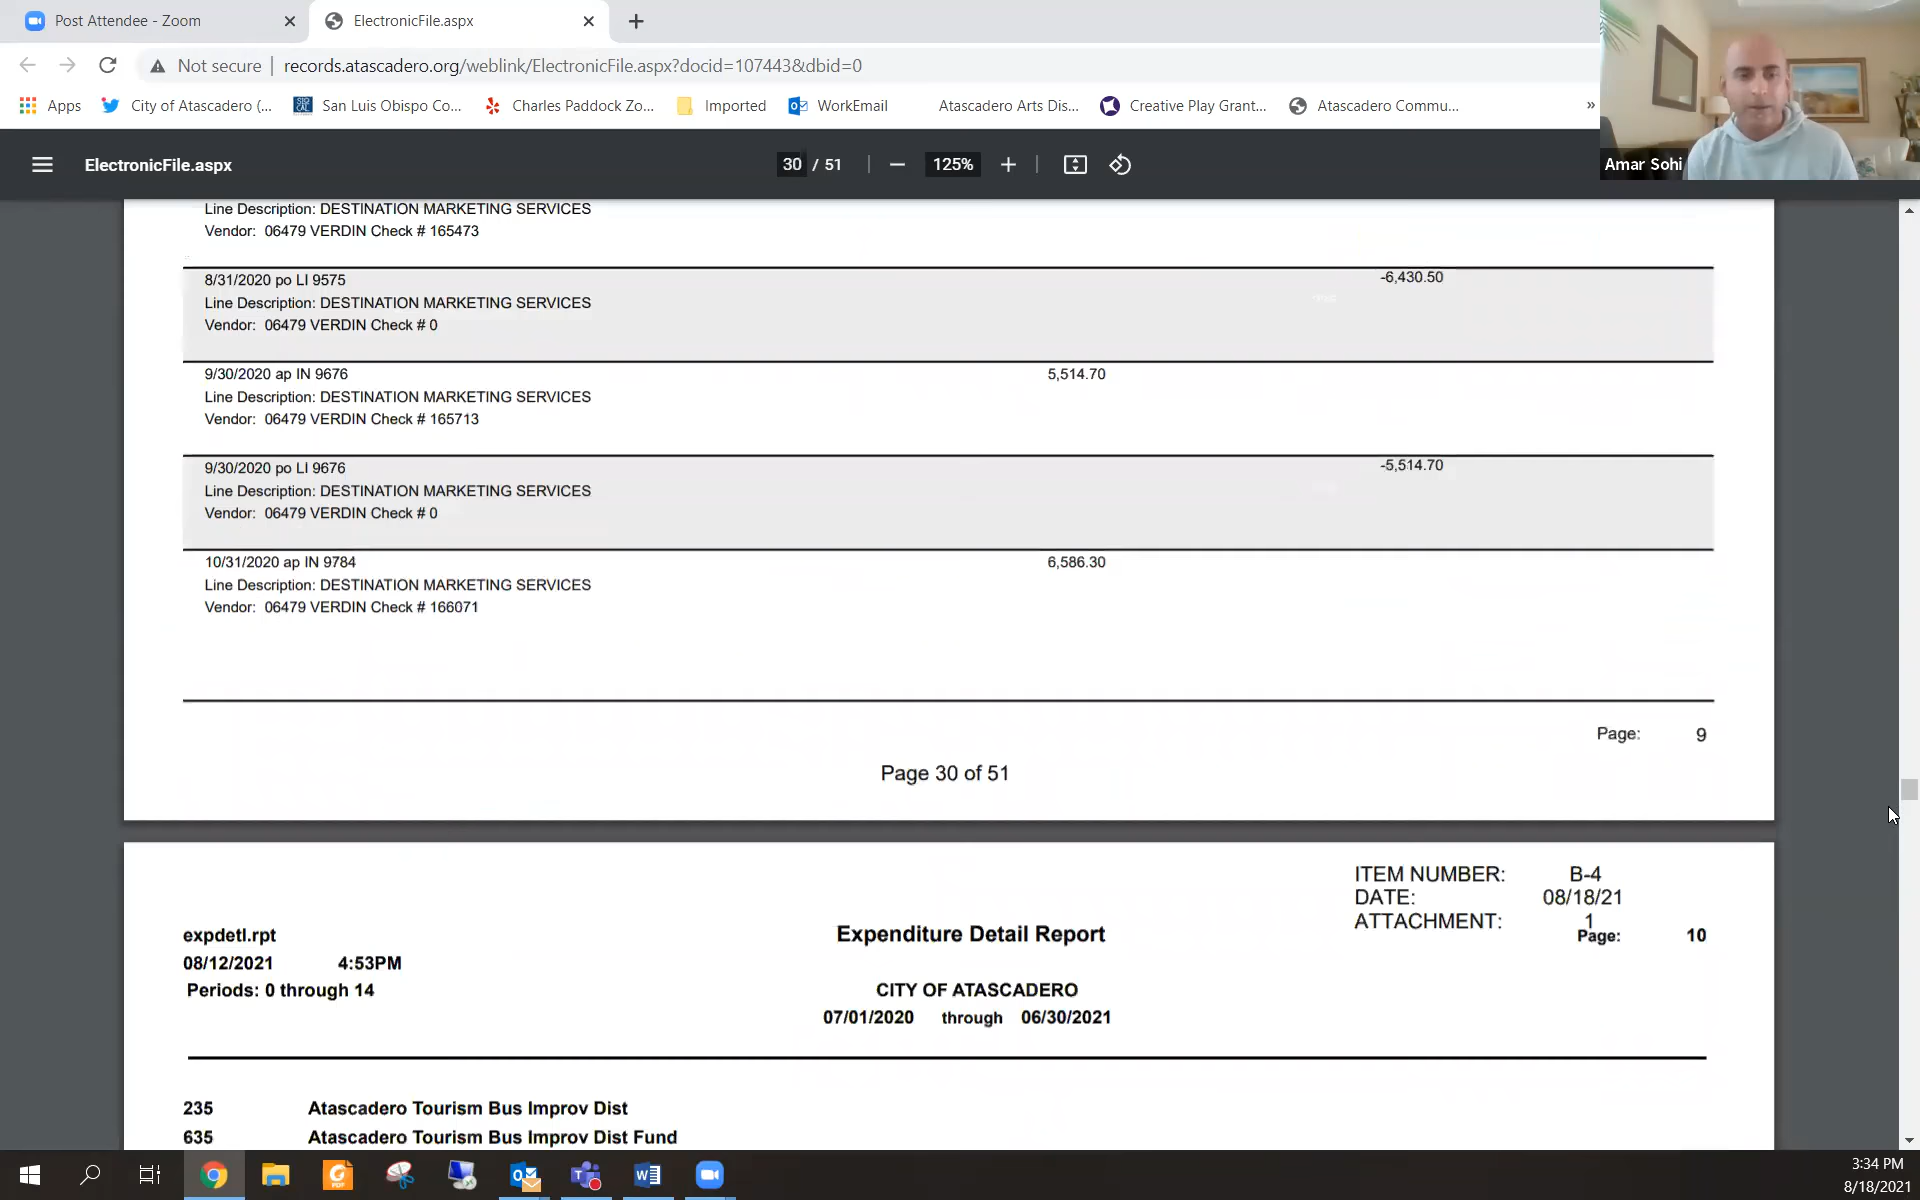 Post Attendee - Zoom
ElectronicFile.aspx
Not secure
records.atascadero.org/weblink/ElectronicFile.aspx?docid=107443&dbid=0
Apps
City of Atascadero (...
San Luis Obispo Co...
Charles Paddock Zo...
Imported
WorkEmail
Atascadero Arts Dis...
Creative Play Grant...
Atascadero Commu...
»
Amar Sohi
ElectronicFile.aspx
30 / 51
125%
Line Description: DESTINATION MARKETING SERVICES
Vendor: 06479 VERDIN Check # 165473
8/31/2020 po LI 9575 -6,430.50
Line Description: DESTINATION MARKETING SERVICES
Vendor: 06479 VERDIN Check # 0
9/30/2020 ap IN 9676 5,514.70
Line Description: DESTINATION MARKETING SERVICES
Vendor: 06479 VERDIN Check # 165713
9/30/2020 po LI 9676 -5,514.70
Line Description: DESTINATION MARKETING SERVICES
Vendor: 06479 VERDIN Check # 0
10/31/2020 ap IN 9784 6,586.30
Line Description: DESTINATION MARKETING SERVICES
Vendor: 06479 VERDIN Check # 166071
Page: 9
Page 30 of 51
ITEM NUMBER: B-4
DATE: 08/18/21
ATTACHMENT: 1
expdetl.rpt Expenditure Detail Report Page: 10
08/12/2021 4:53PM
Periods: 0 through 14 CITY OF ATASCADERO
07/01/2020 through 06/30/2021
235 Atascadero Tourism Bus Improv Dist
635 Atascadero Tourism Bus Improv Dist Fund
3:34 PM
8/18/2021